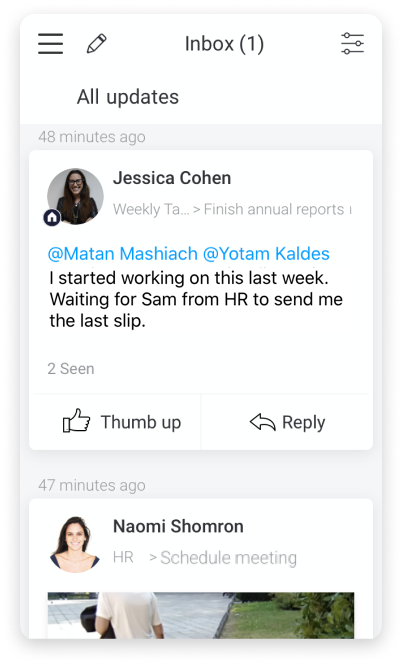 Inbox (1)
All updates
48 minutes ago
Jessica Cohen
Weekly Ta... > Finish annual reports
@Matan Mashiach @Yotam Kaldes
I started working on this last week.
Waiting for Sam from HR to send me
the last slip.
2 Seen
Thumb up
Reply
47 minutes ago
Naomi Shomron
HR > Schedule meeting